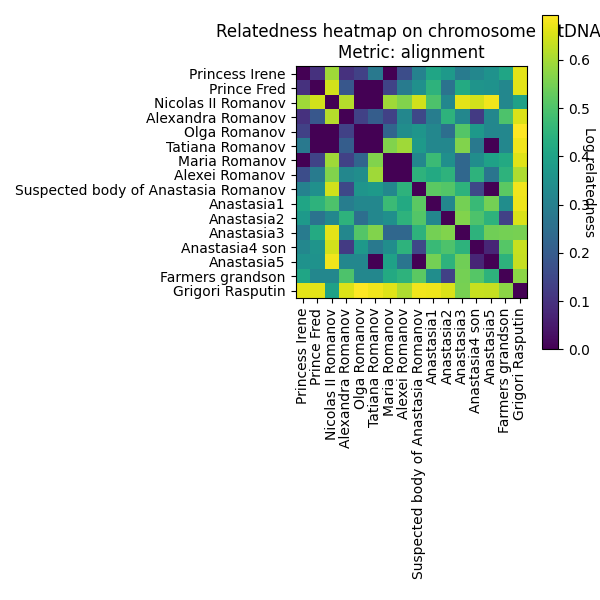 Relatedness heatmap on chromosome tDNA
Metric: alignment
Princess Irene
Prince Fred
Nicolas II Romanov
Alexandra Romanov
Olga Romanov
Tatiana Romanov
Maria Romanov
Alexei Romanov
Suspected body of Anastasia Romanov
Anastasia1
Anastasia2
Anastasia3
Anastasia4 son
Anastasia5
Farmers grandson
Grigori Rasputin
Princess Irene
Prince Fred
Nicolas II Romanov
Alexandra Romanov
Olga Romanov
Tatiana Romanov
Maria Romanov
Alexei Romanov
Suspected body of Anastasia Romanov
Anastasia1
Anastasia2
Anastasia3
Anastasia4 son
Anastasia5
Farmers grandson
Grigori Rasputin
0.6
0.5
0.4
0.3
0.2
0.1
0.0
Log relatedness